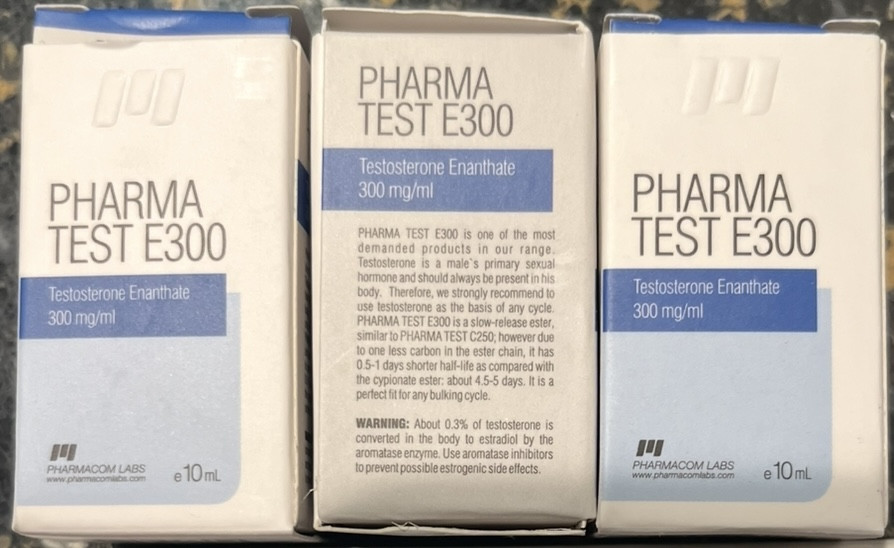 PHARMA
TEST E300
Testosterone Enanthate
300 mg/ml
PHARMACOM LABS
www.pharmacomlabs.com
e10 mL
PHARMA
TEST E300
Testosterone Enanthate
300 mg/ml
PHARMA TEST E300 is one of the most
demanded products in our range.
Testosterone is a male`s primary sexual
hormone and should always be present in his
body. Therefore, we strongly recommend to
use testosterone as the basis of any cycle.
PHARMA TEST E300 is a slow-release ester,
similar to PHARMA TEST C250; however due
to one less carbon in the ester chain, it has
0.5-1 days shorter half-life as compared with
the cypionate ester: about 4.5-5 days. It is a
perfect fit for any bulking cycle.
WARNING: About 0.3% of testosterone is
converted in the body to estradiol by the
aromatase enzyme. Use aromatase inhibitors
to prevent possible estrogenic side effects.
PHARMA
TEST E300
Testosterone Enanthate
300 mg/ml
PHARMACOM LABS
www.pharmacomlabs.com
e10 mL